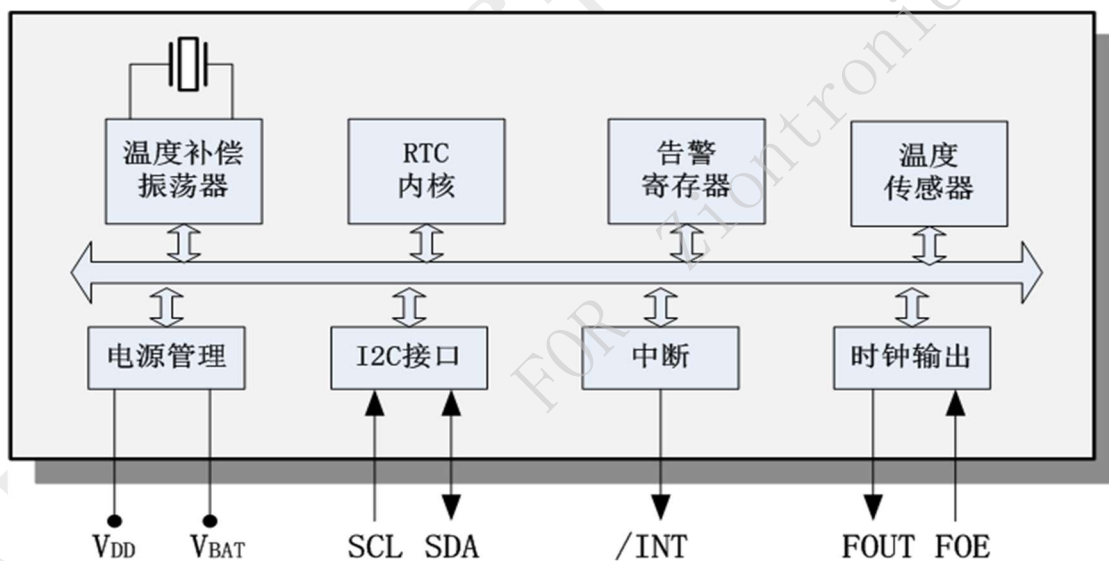 温度补偿
振荡器
RTC
内核
告警
寄存器
温度
传感器
电源管理
I2C接口
中断
时钟输出
VDD VBAT SCL SDA /INT FOUT FOE
FOR Ziontronic